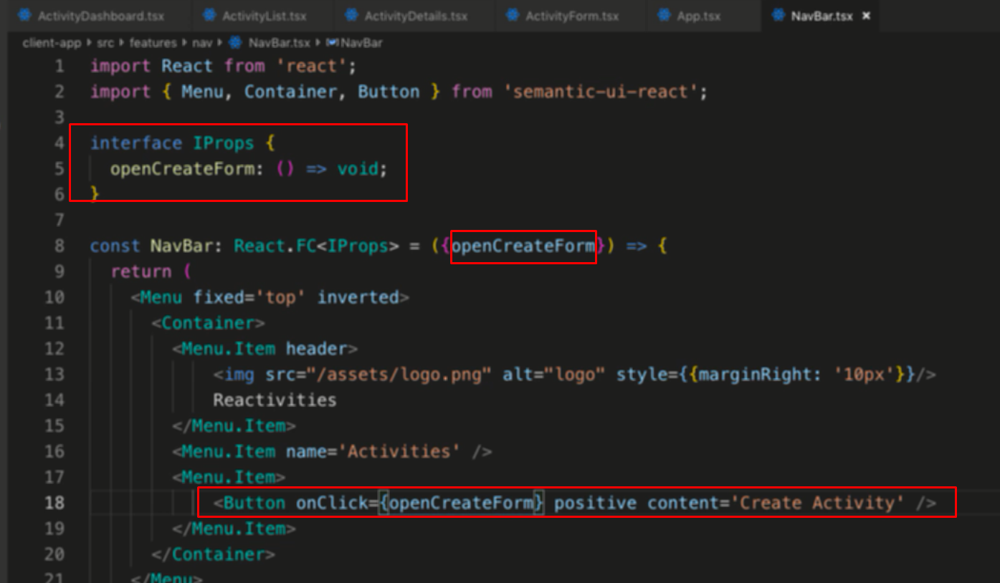 ActivityDashboard.tsx ActivityList.tsx ActivityDetails.tsx ActivityForm.tsx App.tsx NavBar.tsx ×
client-app src features nav NavBar.tsx NavBar
1 import React from 'react';
2 import { Menu, Container, Button } from 'semantic-ui-react';
3
4 interface IProps {
5 openCreateForm: () => void;
6 }
7
8 const NavBar: React.FC<IProps> = ({openCreateForm}) => {
9 return (
10 <Menu fixed='top' inverted>
11 <Container>
12 <Menu.Item header>
13 <img src="/assets/logo.png" alt="logo" style={{marginRight: '10px'}}/>
14 Reactivities
15 </Menu.Item>
16 <Menu.Item name='Activities' />
17 <Menu.Item>
18 <Button onClick={openCreateForm} positive content='Create Activity' />
19 </Menu.Item>
20 </Container>
21 </Menu>